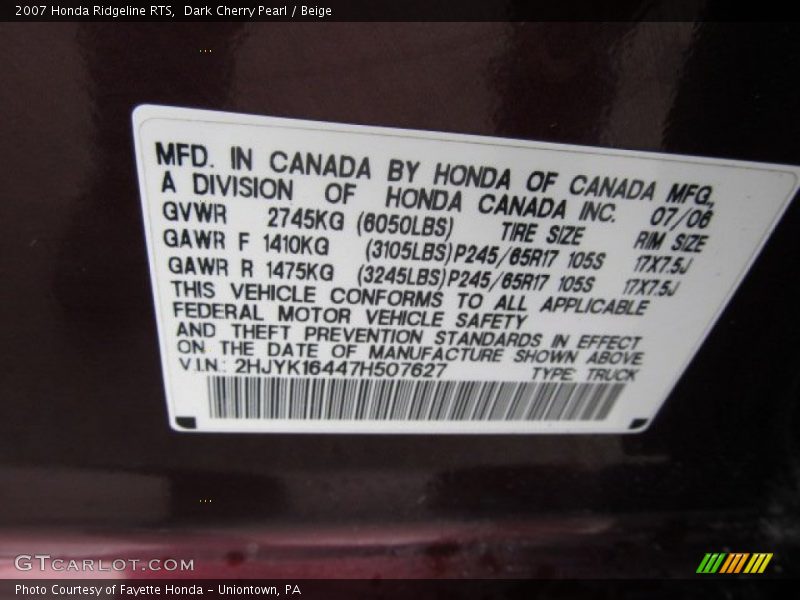 2007 Honda Ridgeline RTS, Dark Cherry Pearl / Beige
MFD. IN CANADA BY HONDA OF CANADA MFG,
A DIVISION OF HONDA CANADA INC. 07/06
GVWR 2745KG (6050LBS) TIRE SIZE RIM SIZE
GAWR F 1410KG (3105LBS) P245/65R17 105S 17X7.5J
GAWR R 1475KG (3245LBS) P245/65R17 105S 17X7.5J
THIS VEHICLE CONFORMS TO ALL APPLICABLE
FEDERAL MOTOR VEHICLE SAFETY
AND THEFT PREVENTION STANDARDS IN EFFECT
ON THE DATE OF MANUFACTURE SHOWN ABOVE
V.I.N.: 2HJYK16447H507627 TYPE: TRUCK
GTCARLOT.COM
Photo Courtesy of Fayette Honda - Uniontown, PA